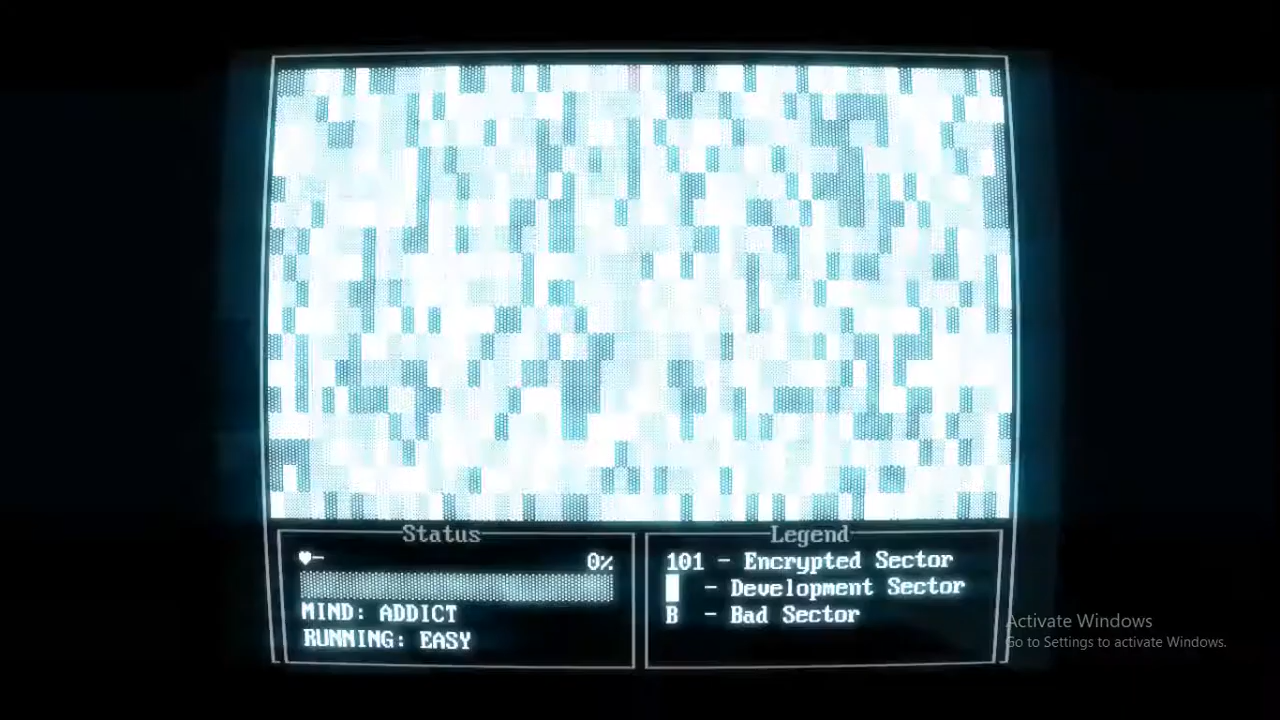 Status
♥–
0%
MIND: ADDICT
RUNNING: EASY
Legend
101 – Encrypted Sector
█ – Development Sector
B – Bad Sector
Activate Windows
Go to Settings to activate Windows.